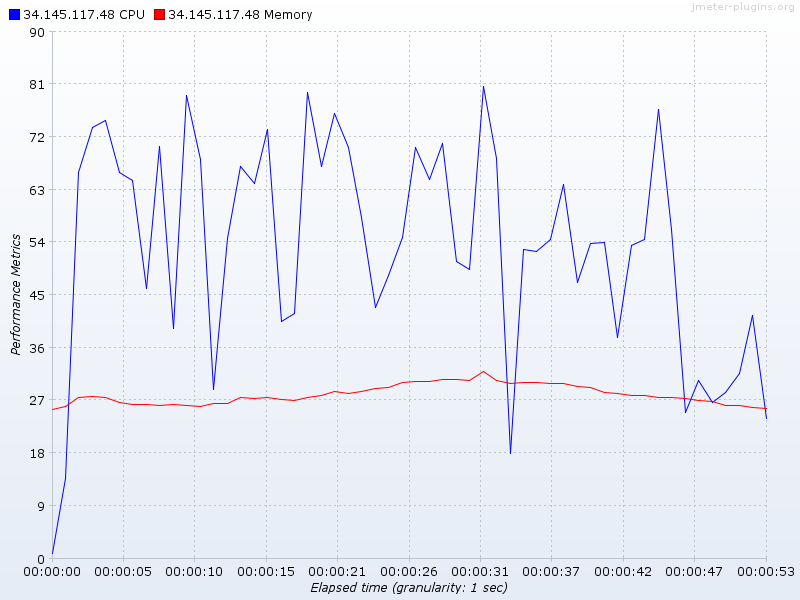 jmeter-plugins.org
34.145.117.48 CPU 34.145.117.48 Memory
90
81
72
63
54
45
36
27
18
9
0
Performance Metrics
00:00:00 00:00:05 00:00:10 00:00:15 00:00:21 00:00:26 00:00:31 00:00:37 00:00:42 00:00:47 00:00:53
Elapsed time (granularity: 1 sec)